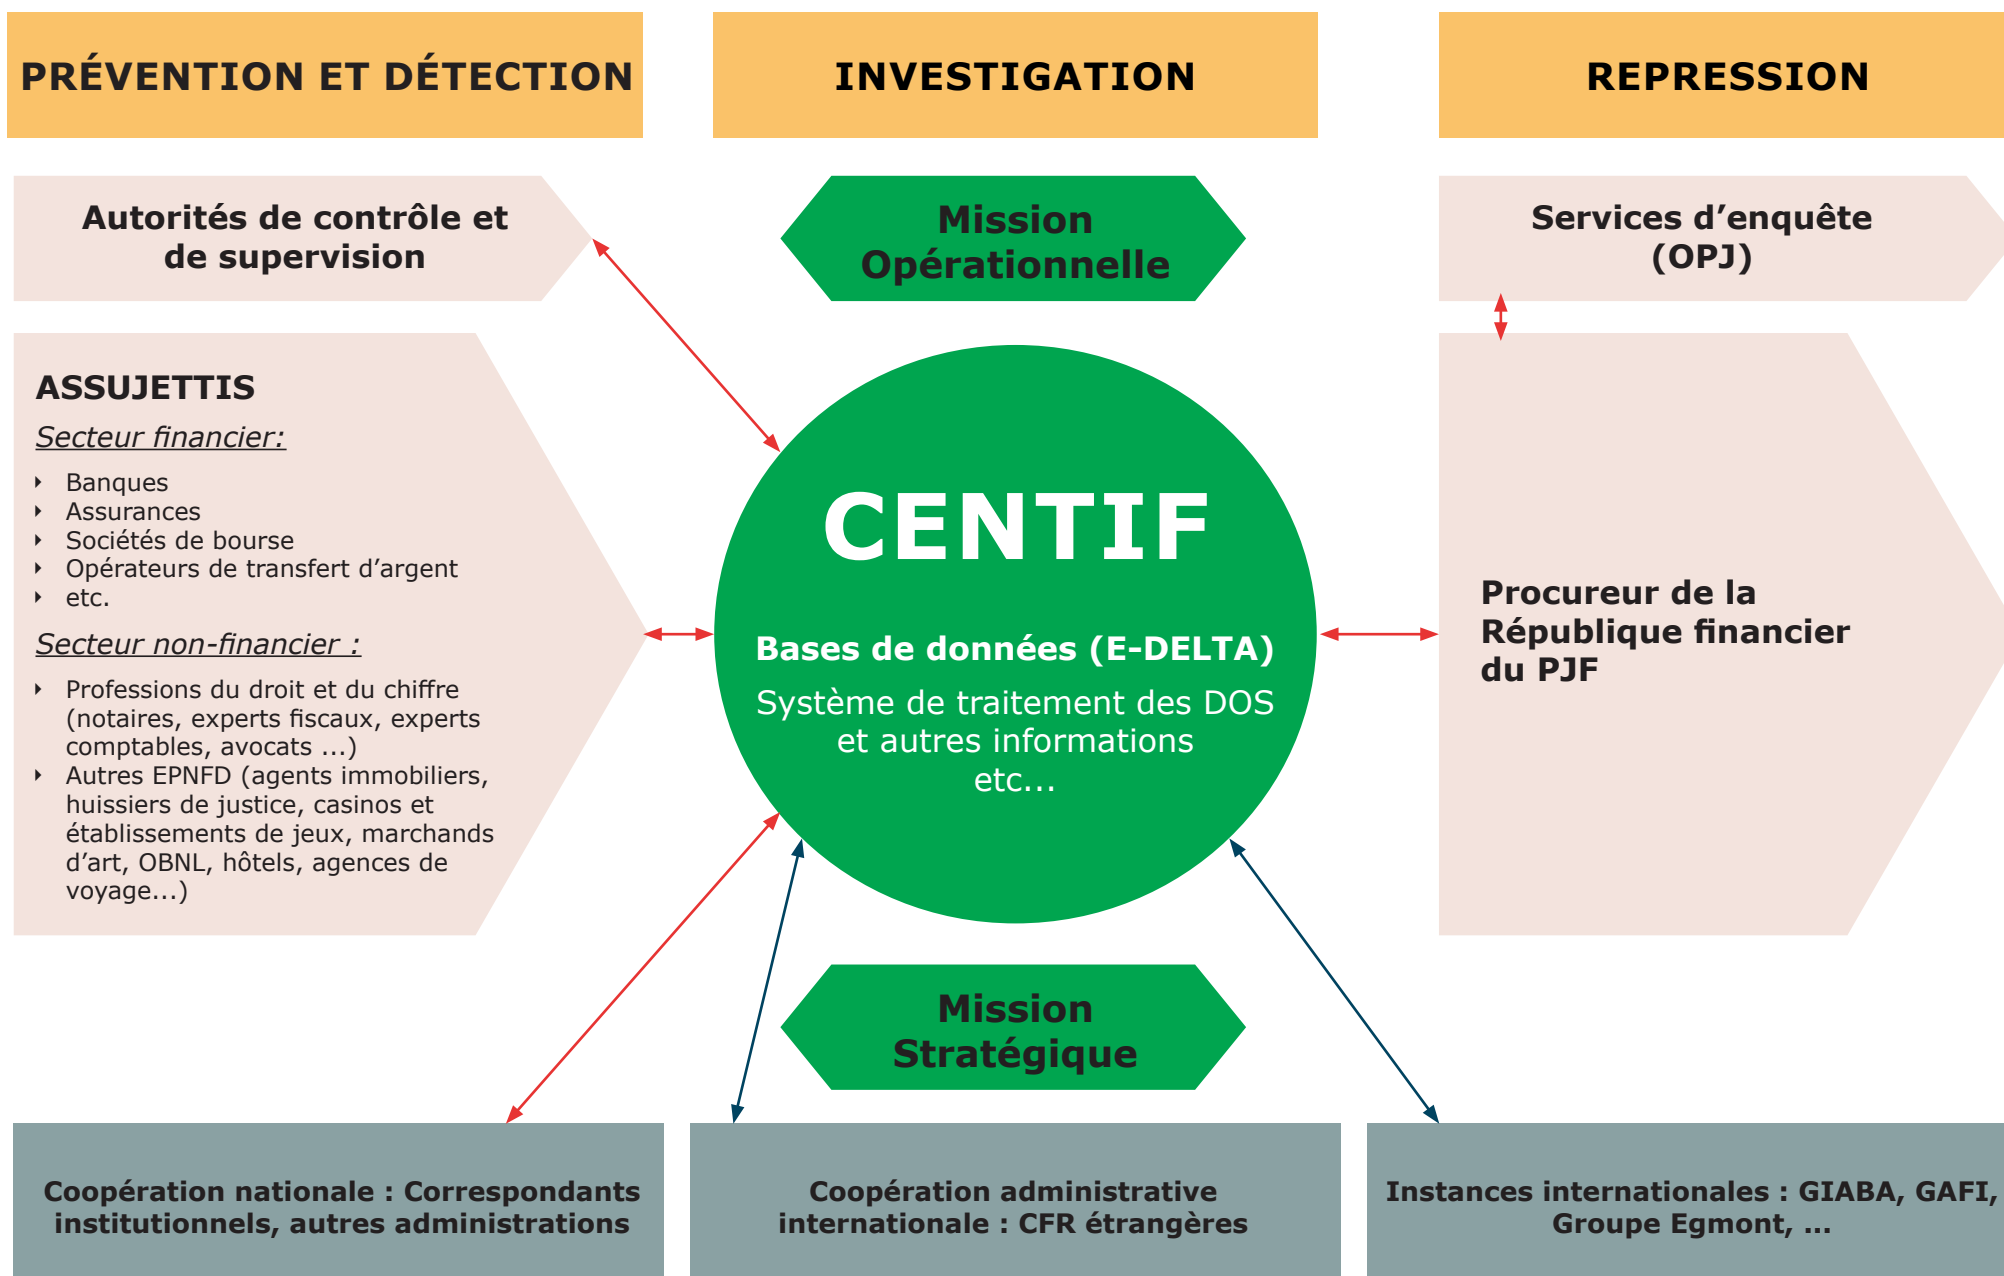 PRÉVENTION ET DÉTECTION
INVESTIGATION
REPRESSION
Autorités de contrôle et
de supervision
Mission
Opérationnelle
Services d’enquête
(OPJ)
ASSUJETTIS
Secteur financier:
Banques
Assurances
Sociétés de bourse
Opérateurs de transfert d’argent
etc.
Secteur non-financier :
Professions du droit et du chiffre
(notaires, experts fiscaux, experts
comptables, avocats ...)
Autres EPNFD (agents immobiliers,
huissiers de justice, casinos et
établissements de jeux, marchands
d’art, OBNL, hôtels, agences de
voyage...)
CENTIF
Bases de données (E-DELTA)
Système de traitement des DOS
et autres informations
etc...
Procureur de la
République financier
du PJF
Mission
Stratégique
Coopération nationale : Correspondants
institutionnels, autres administrations
Coopération administrative
internationale : CFR étrangères
Instances internationales : GIABA, GAFI,
Groupe Egmont, ...